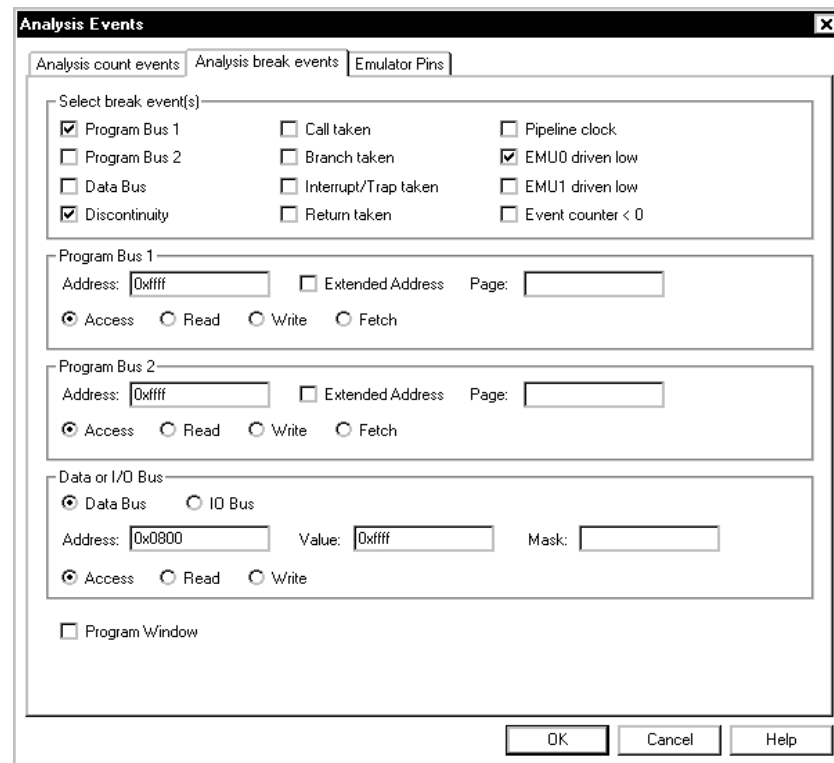 Analysis Events
Analysis count events Analysis break events Emulator Pins
Select break event(s)
Program Bus 1 Call taken Pipeline clock
Program Bus 2 Branch taken EMU0 driven low
Data Bus Interrupt/Trap taken EMU1 driven low
Discontinuity Return taken Event counter < 0
Program Bus 1
Address: 0xffff Extended Address Page:
Access Read Write Fetch
Program Bus 2
Address: 0xffff Extended Address Page:
Access Read Write Fetch
Data or I/O Bus
Data Bus IO Bus
Address: 0x0800 Value: 0xffff Mask:
Access Read Write
Program Window
OK Cancel Help